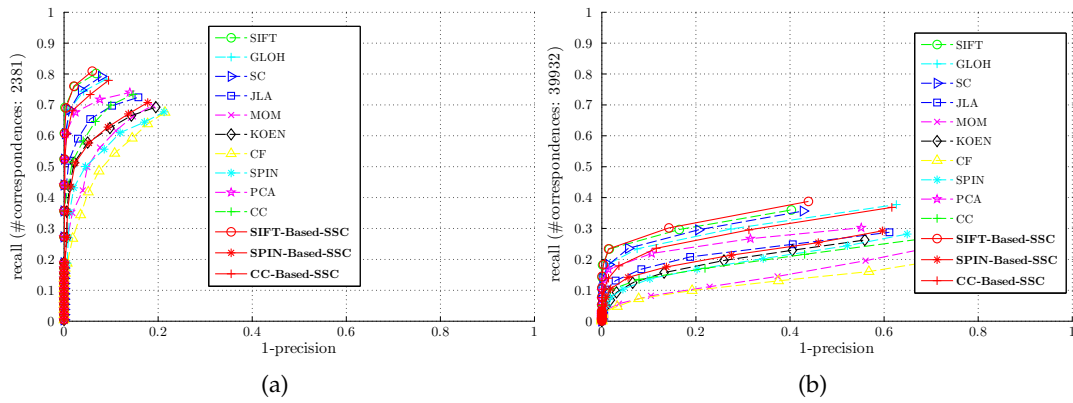 1
0.9
0.8
0.7
0.6
0.5
0.4
0.3
0.2
0.1
0
recall (#correspondences: 2381)
0 0.2 0.4 0.6 0.8 1
1-precision
SIFT
GLOH
SC
JLA
MOM
KOEN
CF
SPIN
PCA
CC
SIFT-Based-SSC
SPIN-Based-SSC
CC-Based-SSC
(a)
1
0.9
0.8
0.7
0.6
0.5
0.4
0.3
0.2
0.1
0
recall (#correspondences: 39932)
0 0.2 0.4 0.6 0.8 1
1-precision
SIFT
GLOH
SC
JLA
MOM
KOEN
CF
SPIN
PCA
CC
SIFT-Based-SSC
SPIN-Based-SSC
CC-Based-SSC
(b)